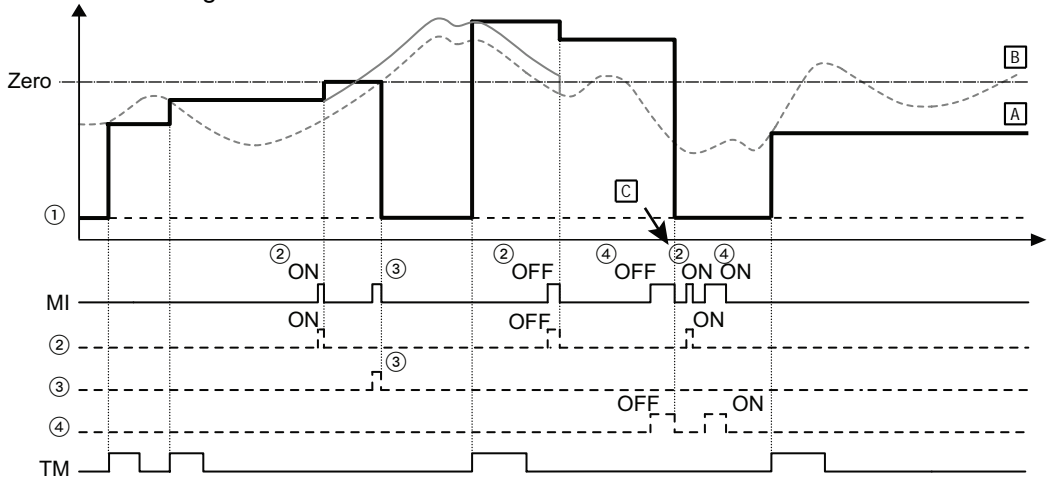 Zero
B
A
C
①
② ③ ② ④ ② ④
ON OFF OFF ON ON
MI
ON OFF ON
②
③
③
OFF ON
④
TM